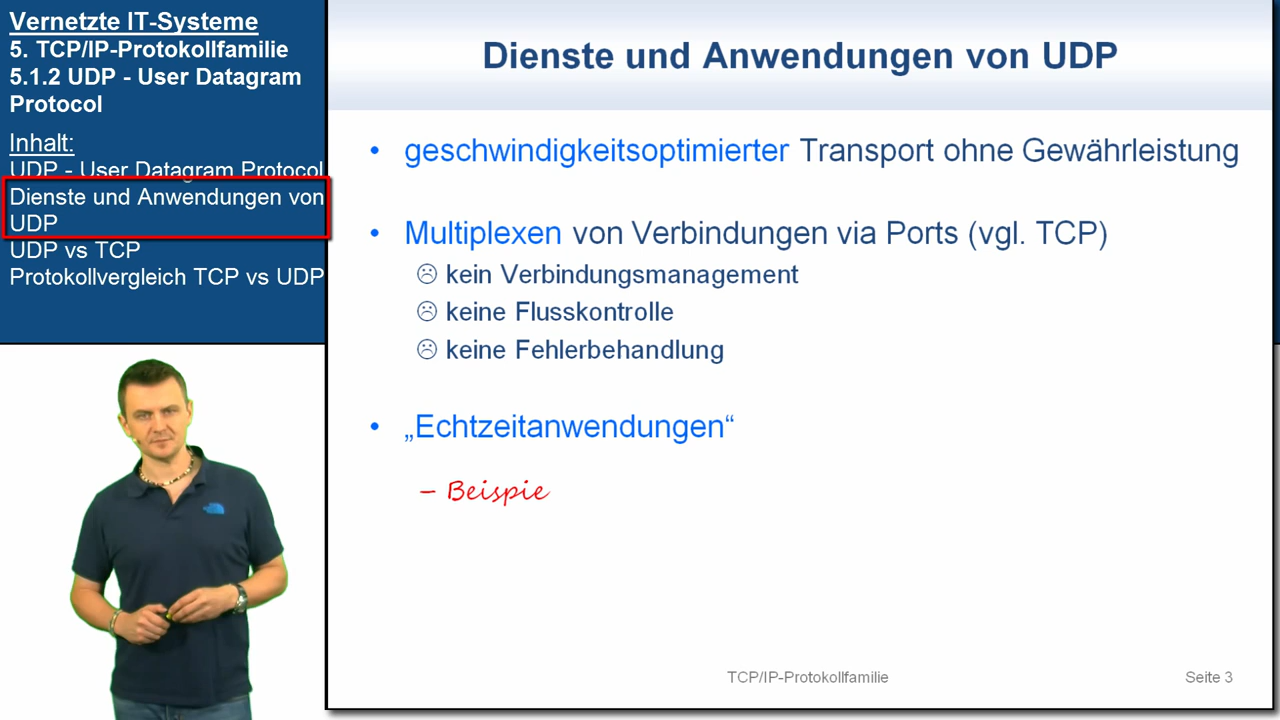 Vernetzte IT-Systeme
5. TCP/IP-Protokollfamilie
5.1.2 UDP - User Datagram
Protocol
Inhalt:
UDP - User Datagram Protocol
Dienste und Anwendungen von
UDP
UDP vs TCP
Protokollvergleich TCP vs UDP
Dienste und Anwendungen von UDP
• geschwindigkeitsoptimierter Transport ohne Gewährleistung
• Multiplexen von Verbindungen via Ports (vgl. TCP)
☹ kein Verbindungsmanagement
☹ keine Flusskontrolle
☹ keine Fehlerbehandlung
• „Echtzeitanwendungen“
– Beispie
TCP/IP-Protokollfamilie
Seite 3